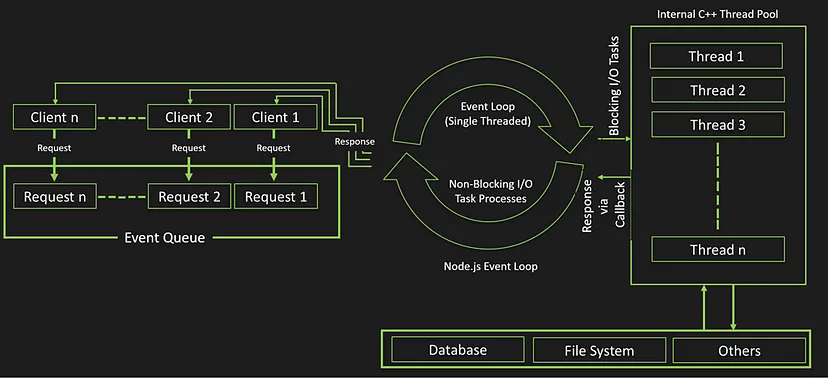 Internal C++ Thread Pool
Thread 1
Thread 2
Thread 3
Thread n
Blocking I/O Tasks
Response
via
Callback
Event Loop
(Single Threaded)
Non-Blocking I/O
Task Processes
Node.js Event Loop
Client n
Client 2
Client 1
Response
Request
Request
Request
Request n
Request 2
Request 1
Event Queue
Database
File System
Others